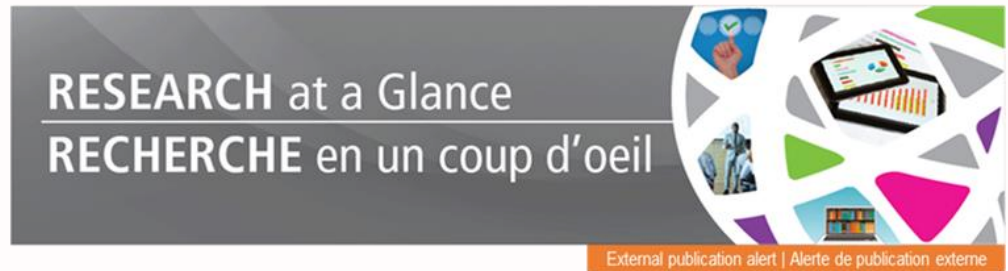 RESEARCH at a Glance
RECHERCHE en un coup d'oeil
External publication alert | Alerte de publication externe